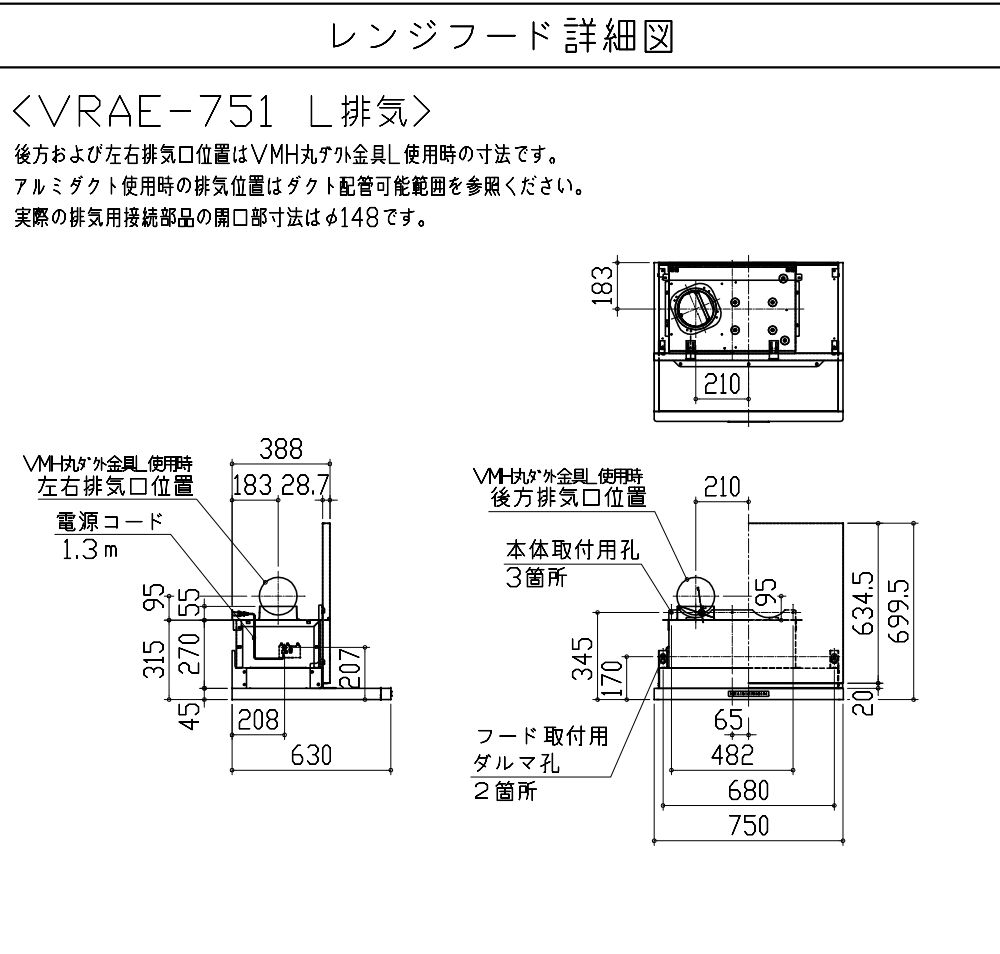 レンジフード詳細図
<VRAE-751 L排気>
後方および左右排気口位置はVMH丸ダクト金具L使用時の寸法です。
アルミダクト使用時の排気位置はダクト配管可能範囲を参照ください。
実際の排気用接続部品の開口部寸法はφ148です。
183
210
388
183 28.7
VMH丸ダクト金具L使用時
左右排気口位置
電源コード
1.3m
95
55
315
270
45
207
208
630
VMH丸ダクト金具L使用時
後方排気口位置
210
本体取付用孔
3箇所
95
634.5
699.5
345
170
20
65
フード取付用
ダルマ孔
2箇所
482
680
750